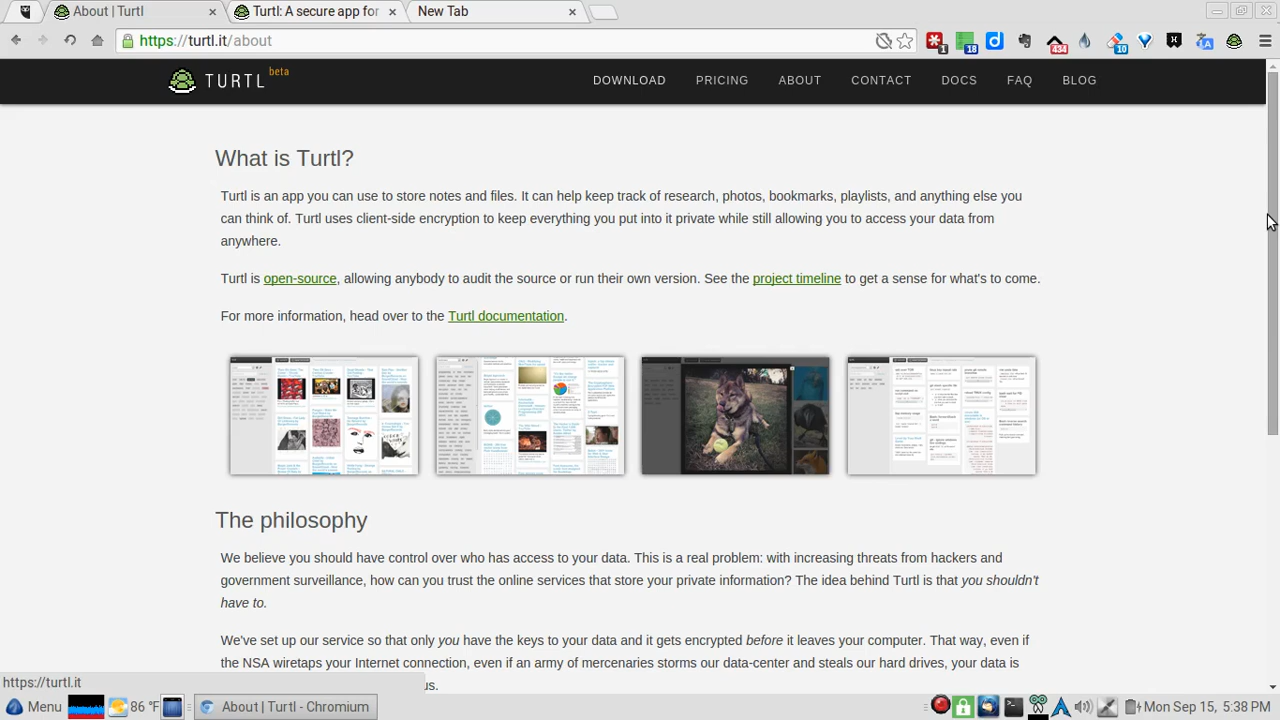 About | Turtl
Turtl: A secure app for
New Tab
https://turtl.it/about
1
18
434
10
TURTL beta
DOWNLOAD PRICING ABOUT CONTACT DOCS FAQ BLOG
What is Turtl?
Turtl is an app you can use to store notes and files. It can help keep track of research, photos, bookmarks, playlists, and anything else you
can think of. Turtl uses client-side encryption to keep everything you put into it private while still allowing you to access your data from
anywhere.
Turtl is open-source, allowing anybody to audit the source or run their own version. See the project timeline to get a sense for what's to come.
For more information, head over to the Turtl documentation.
The philosophy
We believe you should have control over who has access to your data. This is a real problem: with increasing threats from hackers and
government surveillance, how can you trust the online services that store your private information? The idea behind Turtl is that you shouldn't
have to.
We've set up our service so that only you have the keys to your data and it gets encrypted before it leaves your computer. That way, even if
the NSA wiretaps your Internet connection, even if an army of mercenaries storms our data-center and steals our hard drives, your data is
us.
https://turtl.it
Menu 86 °F About | Turtl - Chromium Mon Sep 15, 5:38 PM